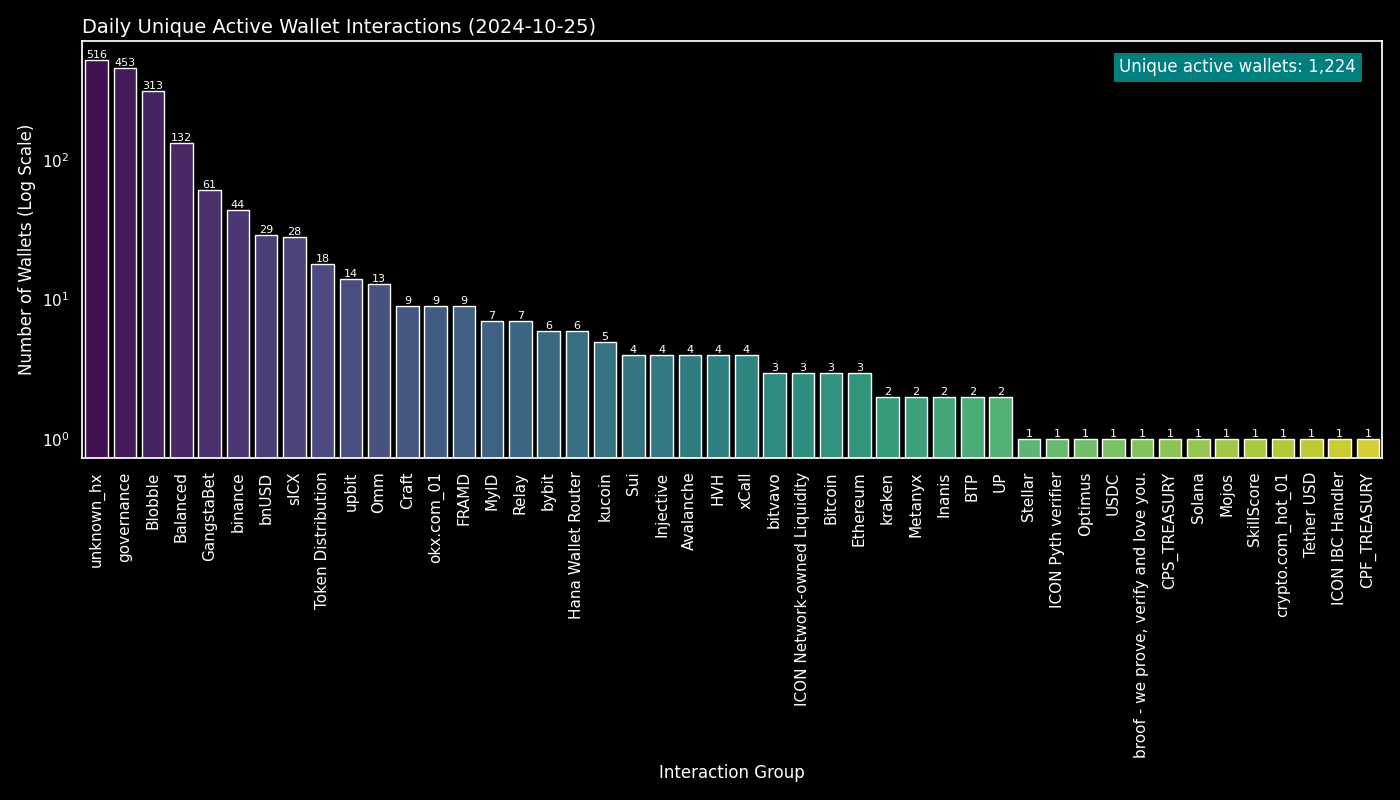 Daily Unique Active Wallet Interactions (2024-10-25)
Unique active wallets: 1,224
Number of Wallets (Log Scale)
10²
10¹
10⁰
516
453
313
132
61
44
29
28
18
14
13
9
9
9
7
7
6
6
5
4
4
4
4
4
3
3
3
3
2
2
2
2
2
1
1
1
1
1
1
1
1
1
1
1
1
1
unknown_hx
governance
Blobble
Balanced
GangstaBet
binance
bnUSD
sICX
Token Distribution
upbit
Omm
Craft
okx.com_01
FRAMD
MyID
Relay
bybit
Hana Wallet Router
kucoin
Sui
Injective
Avalanche
HVH
xCall
bitvavo
ICON Network-owned Liquidity
Bitcoin
Ethereum
kraken
Metanyx
Inanis
BTP
UP
Stellar
ICON Pyth verifier
Optimus
USDC
broof - we prove, verify and love you.
CPS_TREASURY
Solana
Mojos
SkillScore
crypto.com_hot_01
Tether USD
ICON IBC Handler
CPF_TREASURY
Interaction Group